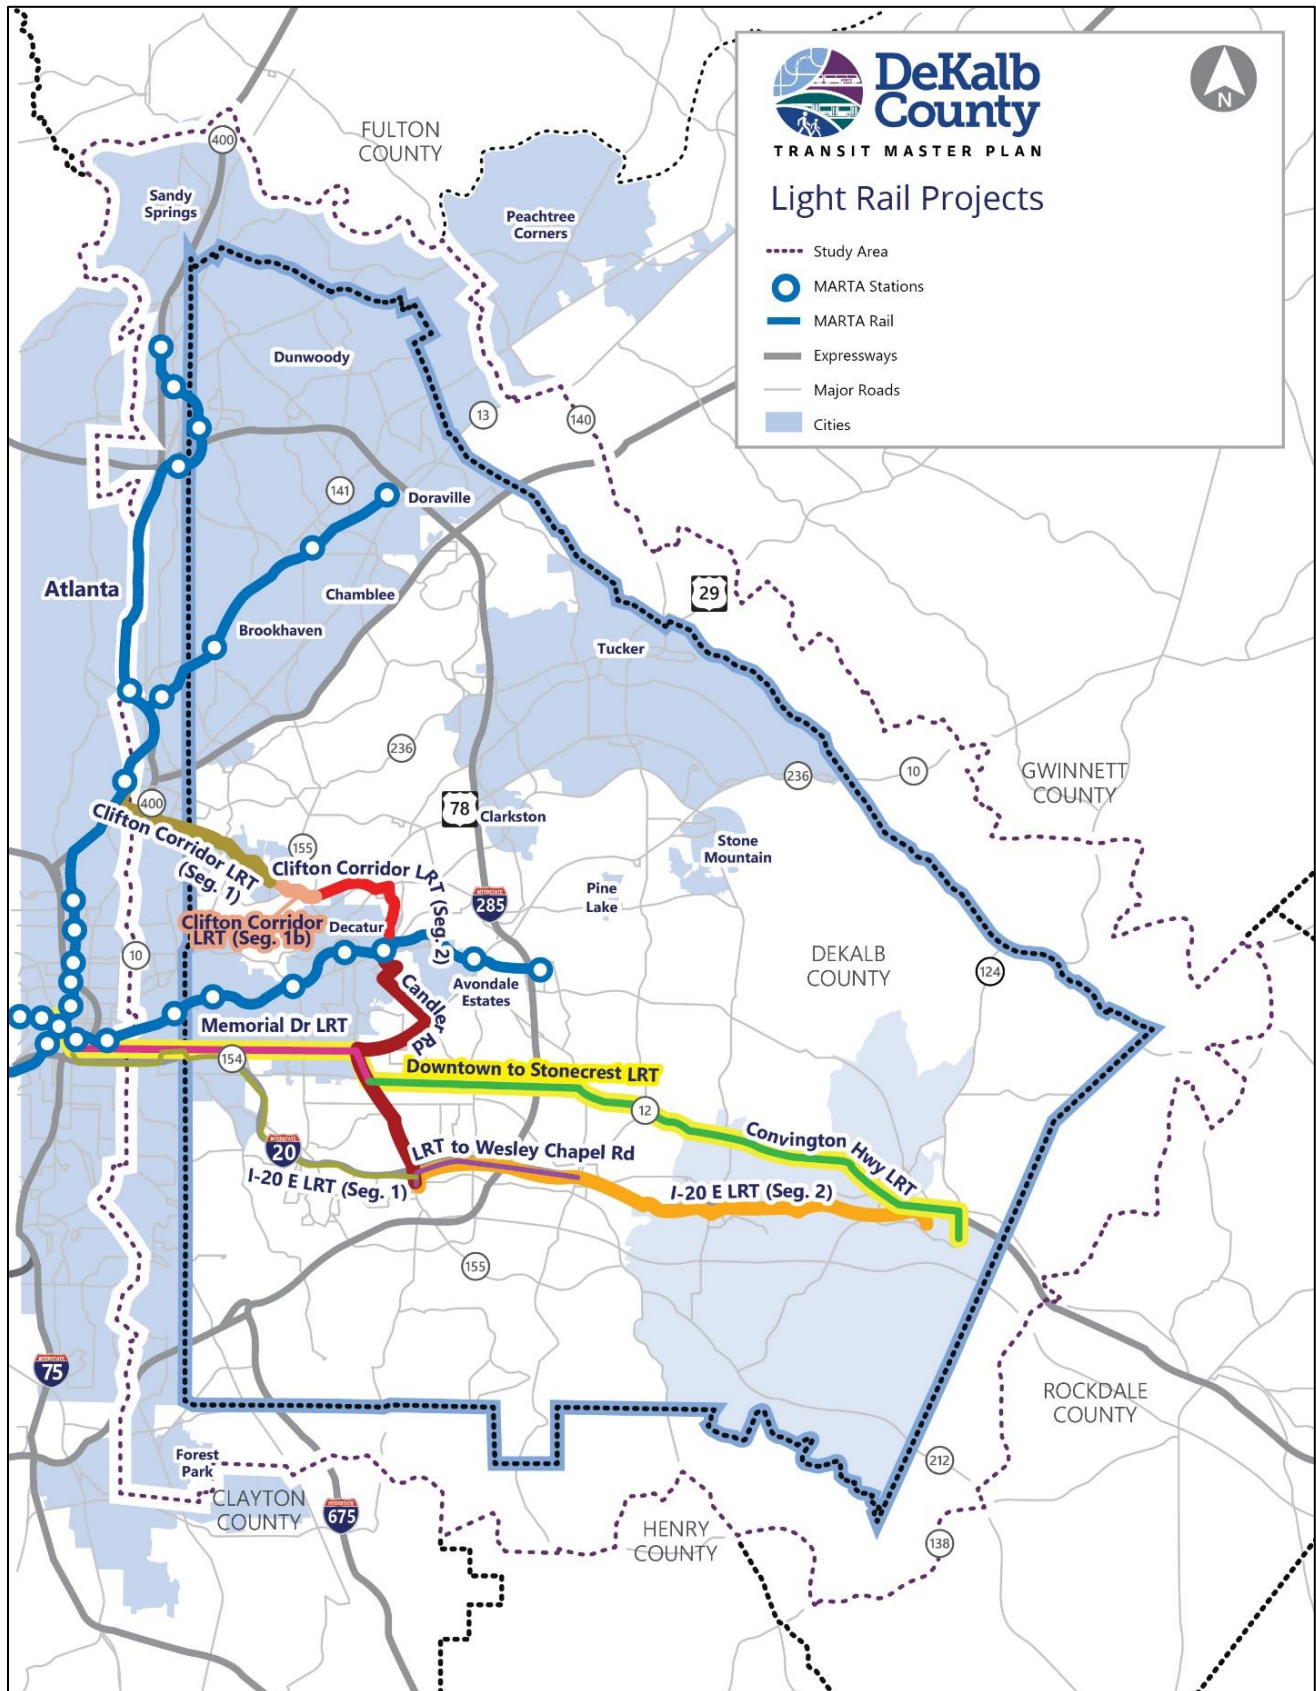 DeKalb
County
TRANSIT MASTER PLAN
Light Rail Projects
N
Study Area
MARTA Stations
MARTA Rail
Expressways
Major Roads
Cities
FULTON
COUNTY
400
Sandy
Springs
Peachtree
Corners
Dunwoody
13
140
141
Doraville
Atlanta
Chamblee
29
Brookhaven
Tucker
236
236
10
GWINNETT
COUNTY
400
78
Clarkston
Clifton Corridor LRT
(Seg. 1)
155
Stone
Mountain
Clifton Corridor LRT (Seg. 2)
Pine
Lake
INTERSTATE
285
Clifton Corridor
LRT (Seg. 1b)
Decatur
10
DEKALB
COUNTY
124
Avondale
Estates
Candler Rd
Memorial Dr LRT
154
Downtown to Stonecrest LRT
12
Convington Hwy LRT
INTERSTATE
20
LRT to Wesley Chapel Rd
I-20 E LRT (Seg. 1)
I-20 E LRT (Seg. 2)
155
INTERSTATE
75
ROCKDALE
COUNTY
Forest
Park
212
CLAYTON
COUNTY
INTERSTATE
675
HENRY
COUNTY
138